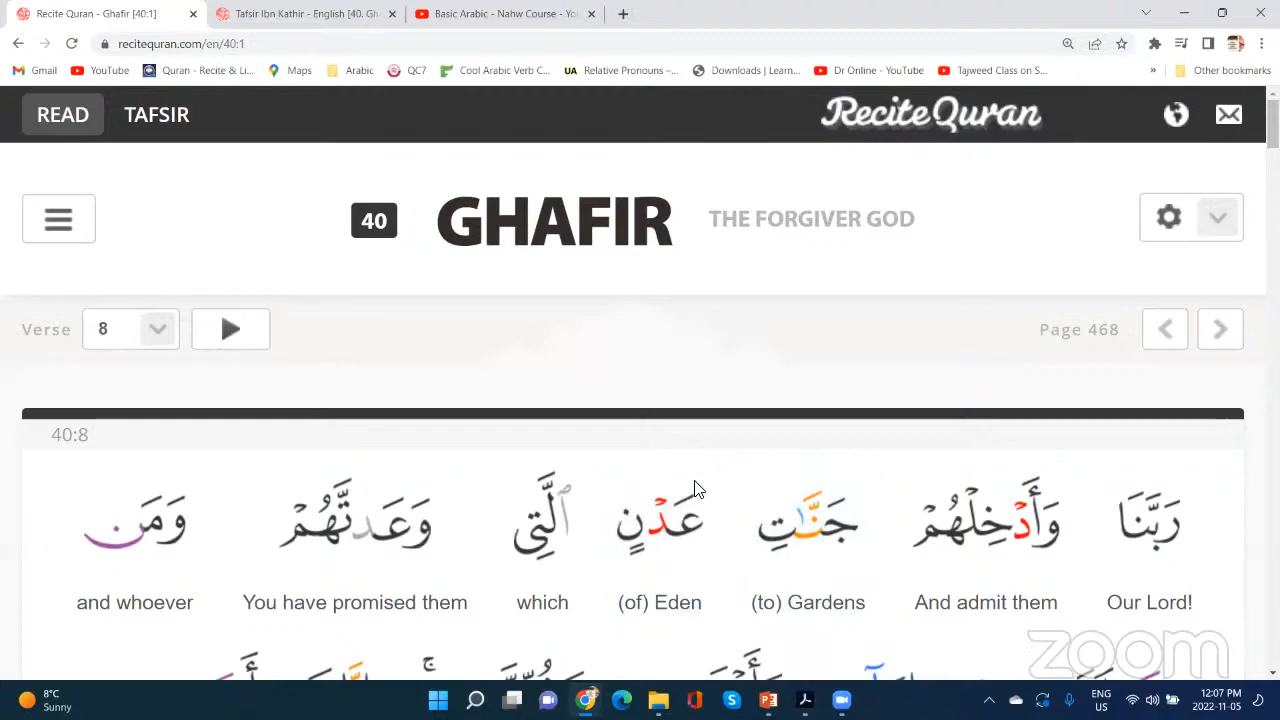 Recite Quran - Ghafir [40:1]
Tafsir Ibn Kathir - English [40. Gh
Basic Arabic - Nahw Course - Yo
recitequran.com/en/40:1
Gmail YouTube Quran - Recite & Li... Maps Arabic QC7 Cool Arabic Verb C... UA Relative Pronouns –... Downloads | Learn... Dr Online - YouTube Tajweed Class on S... » Other bookmarks
READ TAFSIR Recite Quran
40 GHAFIR THE FORGIVER GOD
Verse 8 Page 468
40:8
رَبَّنَا وَأَدْخِلْهُمْ جَنَّٰتِ عَدْنٍ ٱلَّتِى وَعَدتَّهُمْ وَمَن
and whoever You have promised them which (of) Eden (to) Gardens And admit them Our Lord!
zoom
8°C
Sunny
ENG
US
12:07 PM
2022-11-05